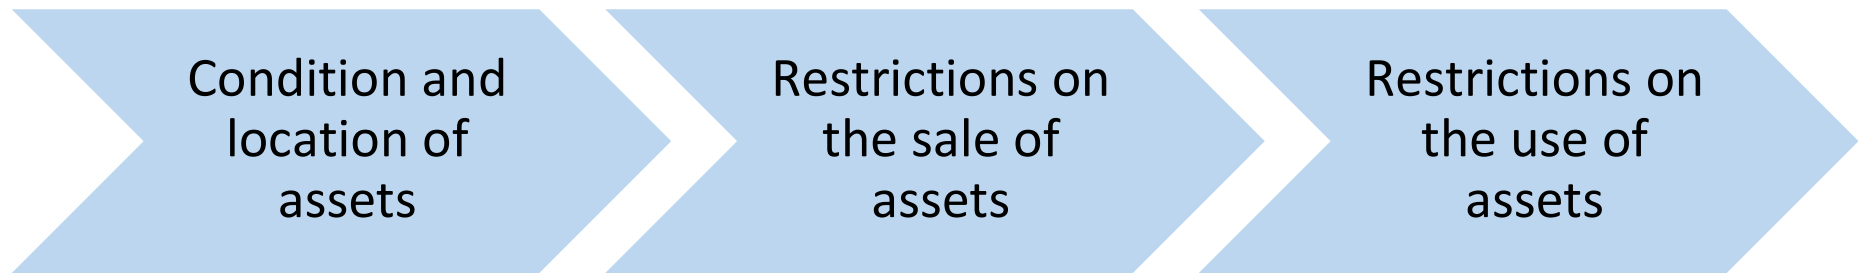 Condition and
location of
assets
Restrictions on
the sale of
assets
Restrictions on
the use of
assets